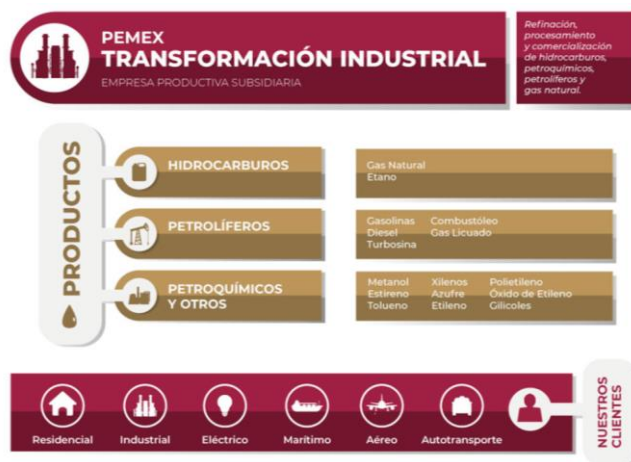 PEMEX
TRANSFORMACIÓN INDUSTRIAL
EMPRESA PRODUCTIVA SUBSIDIARIA
Refinación,
procesamiento
y comercialización
de hidrocarburos,
petroquímicos,
petrolíferos y
gas natural.
PRODUCTOS
HIDROCARBUROS
Gas Natural
Etano
PETROLÍFEROS
Gasolinas Combustóleo
Diesel Gas Licuado
Turbosina
PETROQUÍMICOS
Y OTROS
Metanol Xilenos Polietileno
Estireno Azufre Óxido de Etileno
Tolueno Etileno Gilicoles
Residencial Industrial Eléctrico Marítimo Aéreo Autotransporte
NUESTROS
CLIENTES